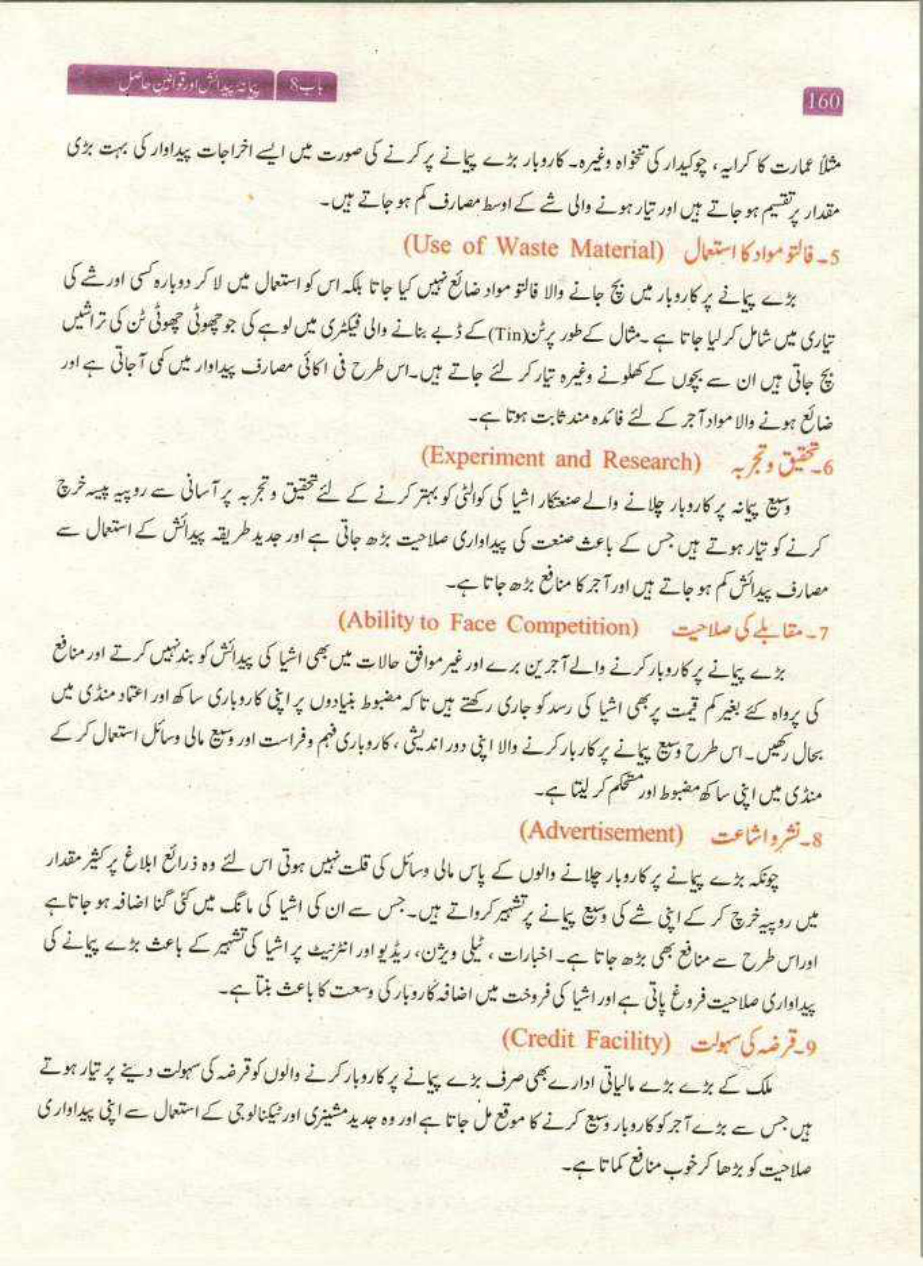 باب 8 پیمانہ پیدائش اور قوانین حاصل
160
مثلاً عمارت کا کرایہ، چوکیدار کی تنخواہ وغیرہ۔ کاروبار بڑے پیمانے پر کرنے کی صورت میں ایسے اخراجات پیداوار کی بہت بڑی
مقدار پر تقسیم ہو جاتے ہیں اور تیار ہونے والی شے کے اوسط مصارف کم ہو جاتے ہیں۔
5۔ فالتو مواد کا استعمال (Use of Waste Material)
بڑے پیمانے پر کاروبار میں بچ جانے والا فالتو مواد ضائع نہیں کیا جاتا بلکہ اس کو استعمال میں لا کر دوبارہ کسی اور شے کی
تیاری میں شامل کر لیا جاتا ہے۔ مثال کے طور پر ٹن(Tin) کے ڈبے بنانے والی فیکٹری میں لوہے کی جو چھوٹی چھوٹی ٹن کی تراشیں
بچ جاتی ہیں ان سے بچوں کے کھلونے وغیرہ تیار کر لئے جاتے ہیں۔ اس طرح فی اکائی مصارف پیداوار میں کمی آ جاتی ہے اور
ضائع ہونے والا مواد آجر کے لئے فائدہ مند ثابت ہوتا ہے۔
6۔ تحقیق و تجربہ (Experiment and Research)
وسیع پیمانہ پر کاروبار چلانے والے صنعتکار اشیا کی کوالٹی کو بہتر کرنے کے لئے تحقیق و تجربہ پر آسانی سے روپیہ پیسہ خرچ
کرنے کو تیار ہوتے ہیں جس کے باعث صنعت کی پیداواری صلاحیت بڑھ جاتی ہے اور جدید طریقہ پیدائش کے استعمال سے
مصارف پیدائش کم ہو جاتے ہیں اور آجر کا منافع بڑھ جاتا ہے۔
7۔ مقابلے کی صلاحیت (Ability to Face Competition)
بڑے پیمانے پر کاروبار کرنے والے آجرین برے اور غیر موافق حالات میں بھی اشیا کی پیدائش کو بند نہیں کرتے اور منافع
کی پرواہ کئے بغیر کم قیمت پر بھی اشیا کی رسد کو جاری رکھتے ہیں تاکہ مضبوط بنیادوں پر اپنی کاروباری ساکھ اور اعتماد منڈی میں
بحال رکھیں۔ اس طرح وسیع پیمانے پر کاربار کرنے والا اپنی دور اندیشی، کاروباری فہم و فراست اور وسیع مالی وسائل استعمال کر کے
منڈی میں اپنی ساکھ مضبوط اور مستحکم کر لیتا ہے۔
8۔ نشر و اشاعت (Advertisement)
چونکہ بڑے پیمانے پر کاروبار چلانے والوں کے پاس مالی وسائل کی قلت نہیں ہوتی اس لئے وہ ذرائع ابلاغ پر کثیر مقدار
میں روپیہ خرچ کر کے اپنی شے کی وسیع پیمانے پر تشہیر کرواتے ہیں۔ جس سے ان کی اشیا کی مانگ میں کئی گنا اضافہ ہو جاتا ہے
اور اس طرح سے منافع بھی بڑھ جاتا ہے۔ اخبارات، ٹیلی ویژن، ریڈیو اور انٹرنیٹ پر اشیا کی تشہیر کے باعث بڑے پیمانے کی
پیداواری صلاحیت فروغ پاتی ہے اور اشیا کی فروخت میں اضافہ کاروبار کی وسعت کا باعث بنتا ہے۔
9۔ قرضہ کی سہولت (Credit Facility)
ملک کے بڑے بڑے مالیاتی ادارے بھی صرف بڑے پیمانے پر کاروبار کرنے والوں کو قرضہ کی سہولت دینے پر تیار ہوتے
ہیں جس سے بڑے آجر کو کاروبار وسیع کرنے کا موقع مل جاتا ہے اور وہ جدید مشینری اور ٹیکنالوجی کے استعمال سے اپنی پیداواری
صلاحیت کو بڑھا کر خوب منافع کماتا ہے۔